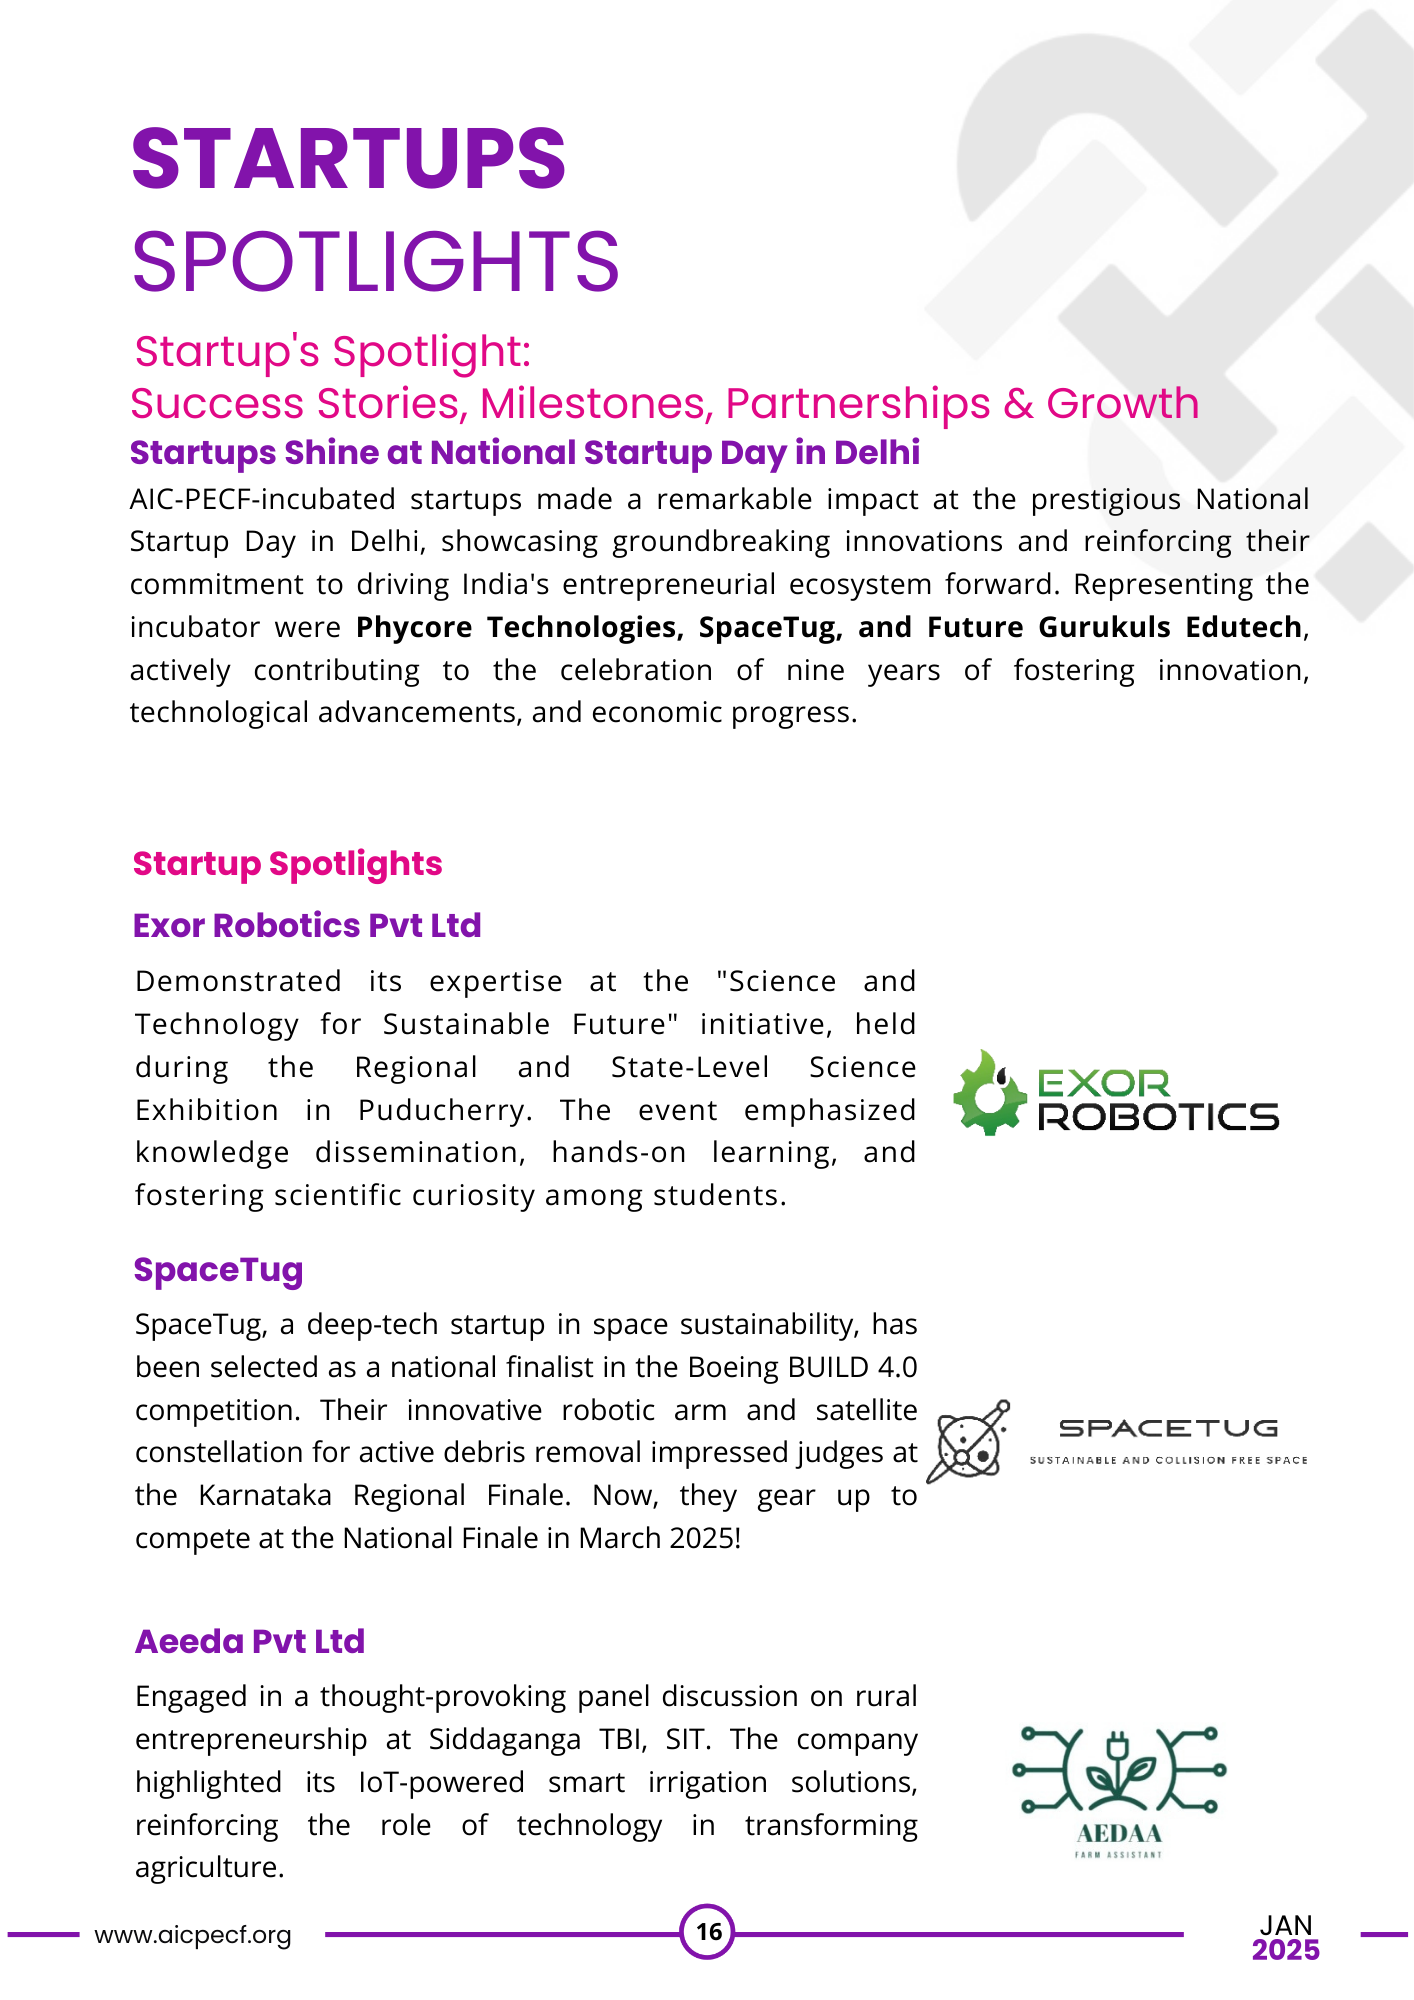 STARTUPS
SPOTLIGHTS
Startup's Spotlight:
Success Stories, Milestones, Partnerships & Growth
Startups Shine at National Startup Day in Delhi
AIC-PECF-incubated startups made a remarkable impact at the prestigious National
Startup Day in Delhi, showcasing groundbreaking innovations and reinforcing their
commitment to driving India's entrepreneurial ecosystem forward. Representing the
incubator were Phycore Technologies, SpaceTug, and Future Gurukuls Edutech,
actively contributing to the celebration of nine years of fostering innovation,
technological advancements, and economic progress.
Startup Spotlights
Exor Robotics Pvt Ltd
Demonstrated its expertise at the "Science and
Technology for Sustainable Future" initiative, held
during the Regional and State-Level Science
Exhibition in Puducherry. The event emphasized
knowledge dissemination, hands-on learning, and
fostering scientific curiosity among students.
EXOR
ROBOTICS
SpaceTug
SpaceTug, a deep-tech startup in space sustainability, has
been selected as a national finalist in the Boeing BUILD 4.0
competition. Their innovative robotic arm and satellite
constellation for active debris removal impressed judges at
the Karnataka Regional Finale. Now, they gear up to
compete at the National Finale in March 2025!
SPACETUG
SUSTAINABLE AND COLLISION FREE SPACE
Aeeda Pvt Ltd
Engaged in a thought-provoking panel discussion on rural
entrepreneurship at Siddaganga TBI, SIT. The company
highlighted its IoT-powered smart irrigation solutions,
reinforcing the role of technology in transforming
agriculture.
AEDAA
FARM ASSISTANT
www.aicpecf.org
16
JAN
2025